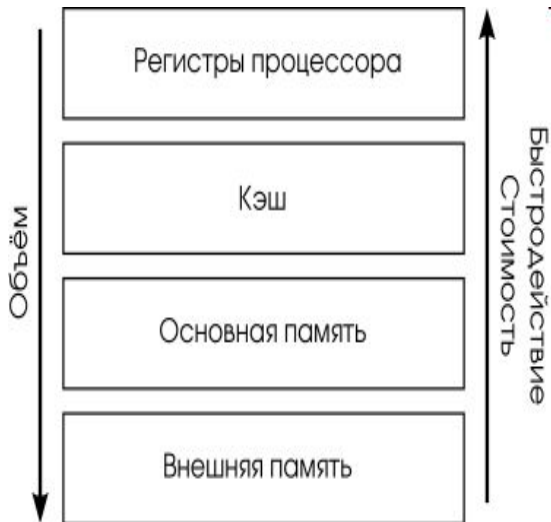 Регистры процессора
Кэш
Основная память
Внешняя память
Объём
Быстродействие
Стоимость